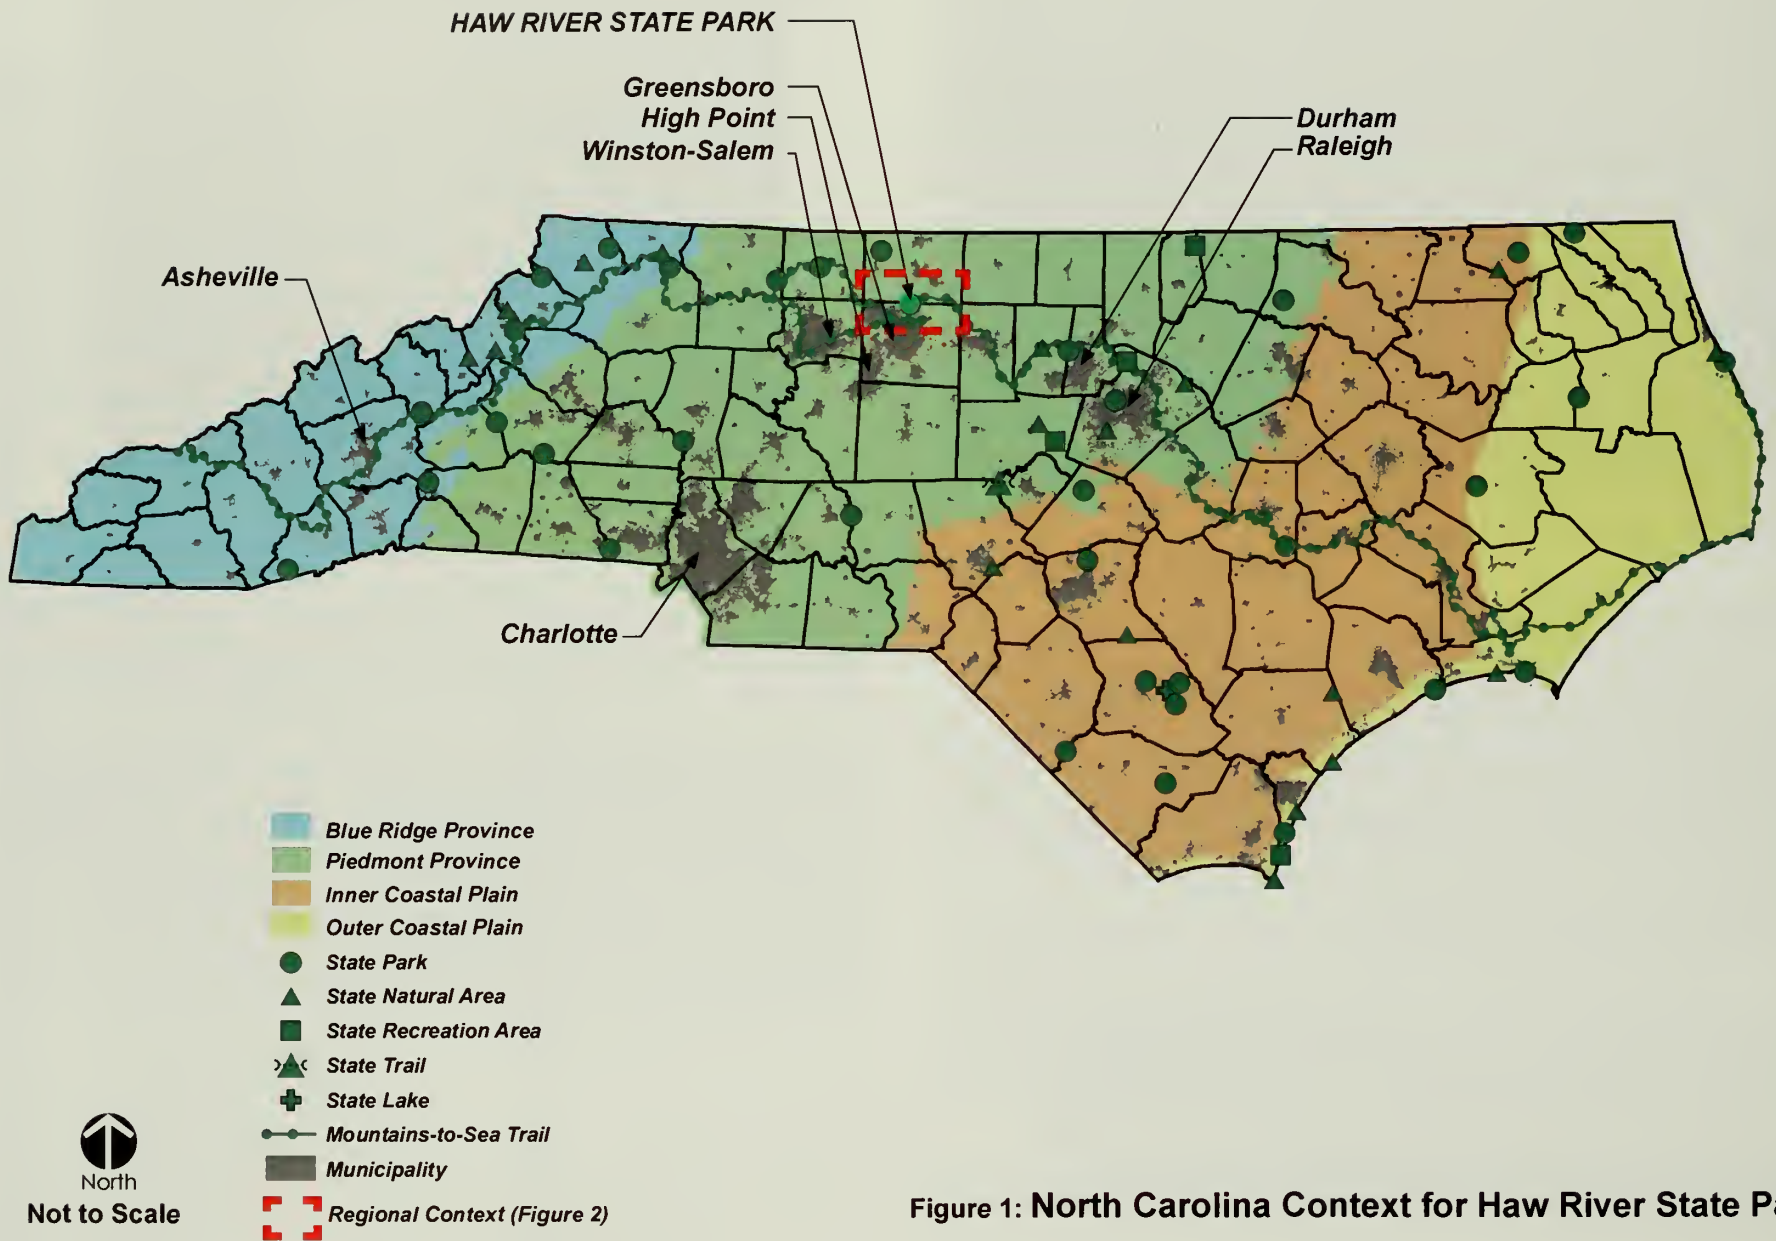 HAW RIVER STATE PARK
Greensboro
High Point
Winston-Salem
Durham
Raleigh
Asheville
Charlotte
Blue Ridge Province
Piedmont Province
Inner Coastal Plain
Outer Coastal Plain
State Park
State Natural Area
State Recreation Area
State Trail
State Lake
Mountains-to-Sea Trail
Municipality
Regional Context (Figure 2)
North
Not to Scale
Figure 1: North Carolina Context for Haw River State Pa